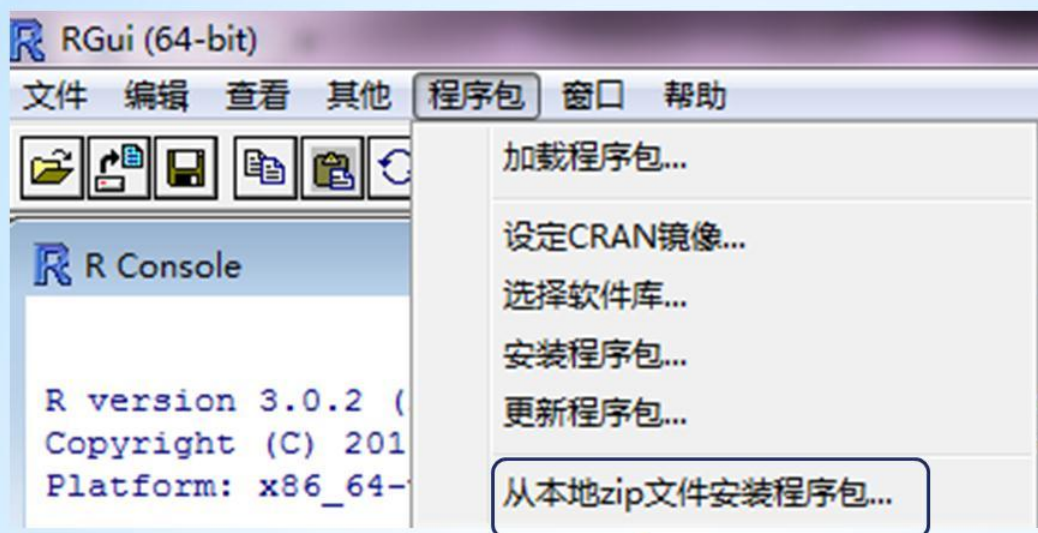 RGui (64-bit)
文件 编辑 查看 其他 程序包 窗口 帮助
加载程序包...
设定CRAN镜像...
选择软件库...
安装程序包...
更新程序包...
从本地zip文件安装程序包...
R Console
R version 3.0.2 (
Copyright (C) 201
Platform: x86_64-